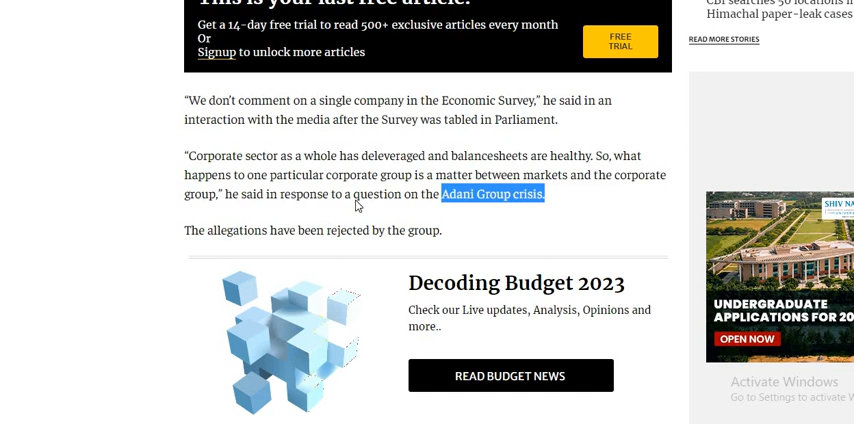 This is your last free article.
Get a 14-day free trial to read 500+ exclusive articles every month
Or
Signup to unlock more articles
FREE
TRIAL
“We don’t comment on a single company in the Economic Survey,” he said in an
interaction with the media after the Survey was tabled in Parliament.
“Corporate sector as a whole has deleveraged and balancesheets are healthy. So, what
happens to one particular corporate group is a matter between markets and the corporate
group,” he said in response to a question on the Adani Group crisis.
The allegations have been rejected by the group.
Decoding Budget 2023
Check our Live updates, Analysis, Opinions and
more..
READ BUDGET NEWS
CBI searches 50 locations in
Himachal paper-leak cases
READ MORE STORIES
SHIV NA
UNDERGRADUATE
APPLICATIONS FOR 20
OPEN NOW
Activate Windows
Go to Settings to activate W